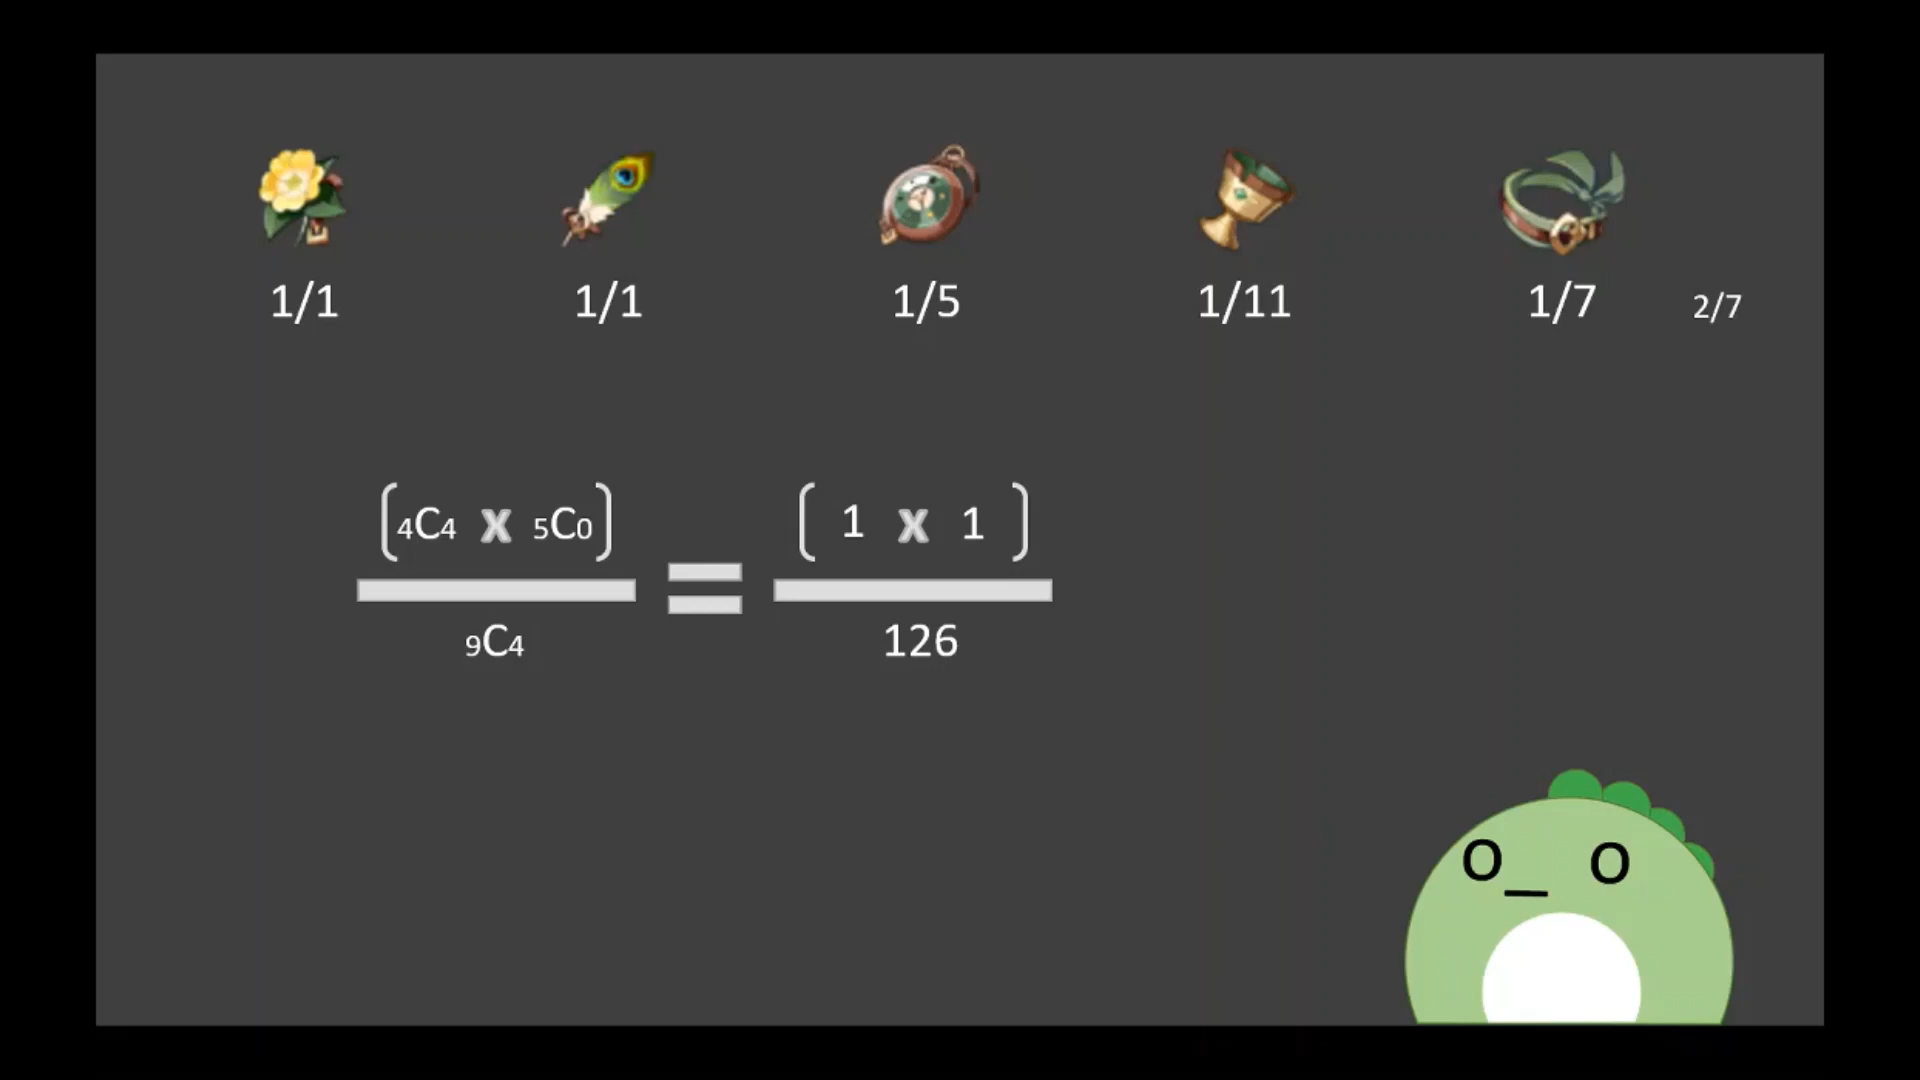 1/1 1/1 1/5 1/11 1/7 2/7
(4C4 x 5C0) = ( 1 x 1 )
9C4 126
o_ o